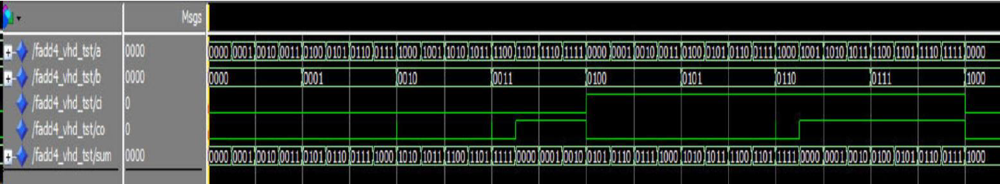 Msgs
/fadd4_vhd_tst/a 0000 0000 0001 0010 0011 0100 0101 0110 0111 1000 1001 1010 1011 1100 1101 1110 1111 0000 0001 0010 0011 0100 0101 0110 0111 1000 1001 1010 1011 1100 1101 1110 1111 0000
/fadd4_vhd_tst/b 0000 0000 0001 0010 0011 0100 0101 0110 0111 1000
/fadd4_vhd_tst/ci 0
/fadd4_vhd_tst/co 0
/fadd4_vhd_tst/sum 0000 0000 0001 0010 0011 0101 0110 0111 1000 1010 1011 1100 1101 1111 0000 0001 0010 0101 0110 0111 1000 1010 1011 1100 1101 1111 0000 0001 0010 0100 0101 0110 0111 1000